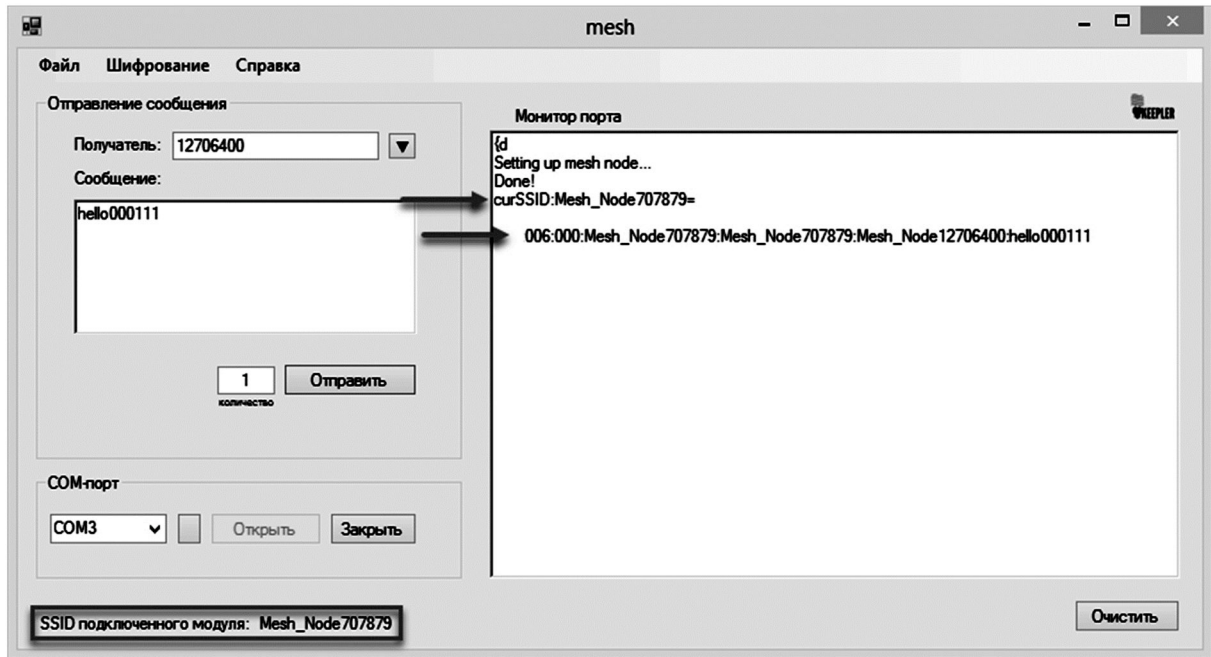 mesh
Файл Шифрование Справка
Отправление сообщения
Получатель: 12706400
Сообщение:
hello000111
1
количество
Отправить
COM-порт
COM3
Открыть
Закрыть
SSID подключенного модуля: Mesh_Node707879
Монитор порта
KEEPLER
{d
Setting up mesh node...
Done!
curSSID:Mesh_Node707879=
006:000:Mesh_Node707879:Mesh_Node707879:Mesh_Node12706400:hello000111
Очистить